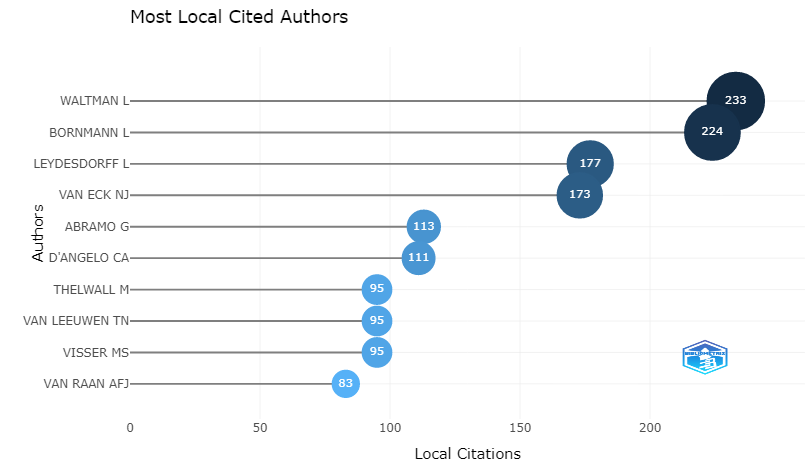 Most Local Cited Authors
Authors
WALTMAN L 233
BORNMANN L 224
LEYDESDORFF L 177
VAN ECK NJ 173
ABRAMO G 113
D'ANGELO CA 111
THELWALL M 95
VAN LEEUWEN TN 95
VISSER MS 95
VAN RAAN AFJ 83
BIBLIOMETRIX
0 50 100 150 200
Local Citations